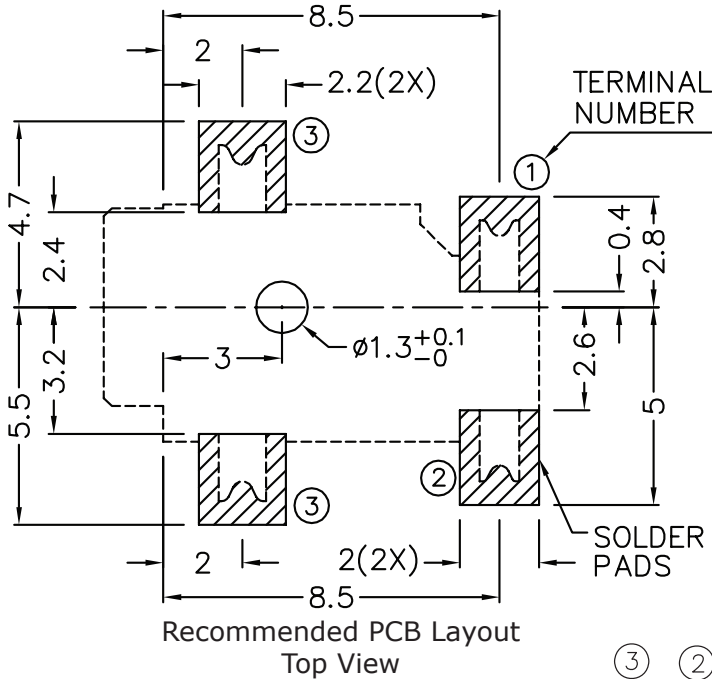 8.5
2
2.2(2X)
TERMINAL
NUMBER
3
1
4.7
2.4
0.4
2.8
3
ø1.3+0.1 -0
5.5
3.2
2.6
5
2
3
2
2(2X)
8.5
SOLDER
PADS
Recommended PCB Layout
Top View
3 2